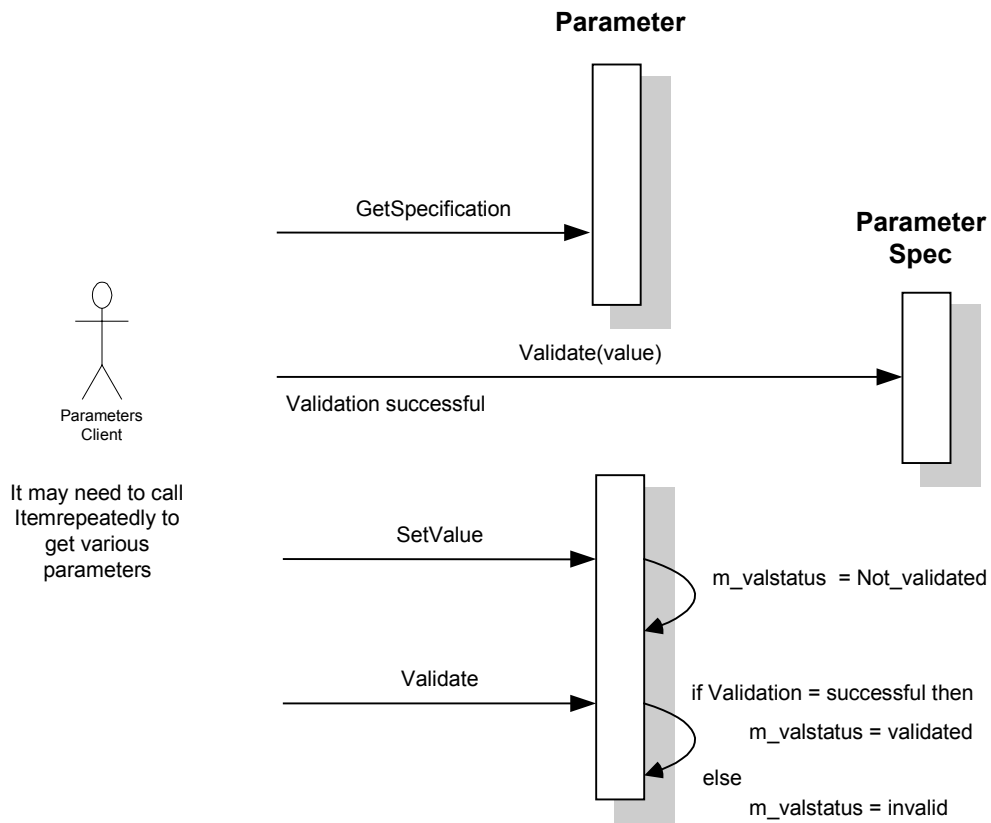 Parameter
GetSpecification
Parameter
Spec
Validate(value)
Validation successful
Parameters
Client
It may need to call
Itemrepeatedly to
get various
parameters
SetValue
m_valstatus = Not_validated
Validate
if Validation = successful then
m_valstatus = validated
else
m_valstatus = invalid